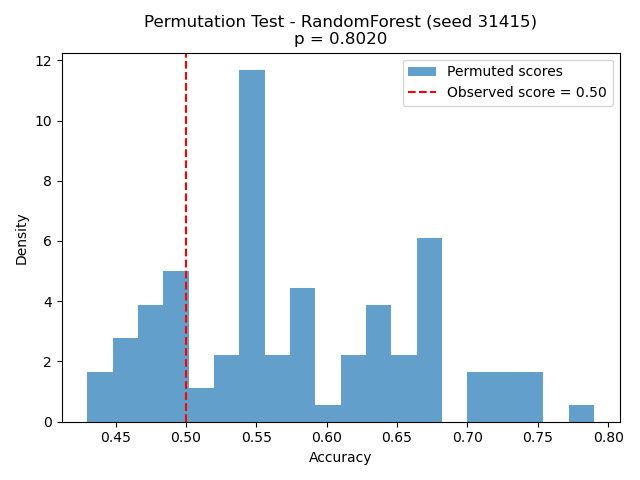 Permutation Test - RandomForest (seed 31415)
p = 0.8020
Permuted scores
Observed score = 0.50
Density
12
10
8
6
4
2
0
0.45 0.50 0.55 0.60 0.65 0.70 0.75 0.80
Accuracy